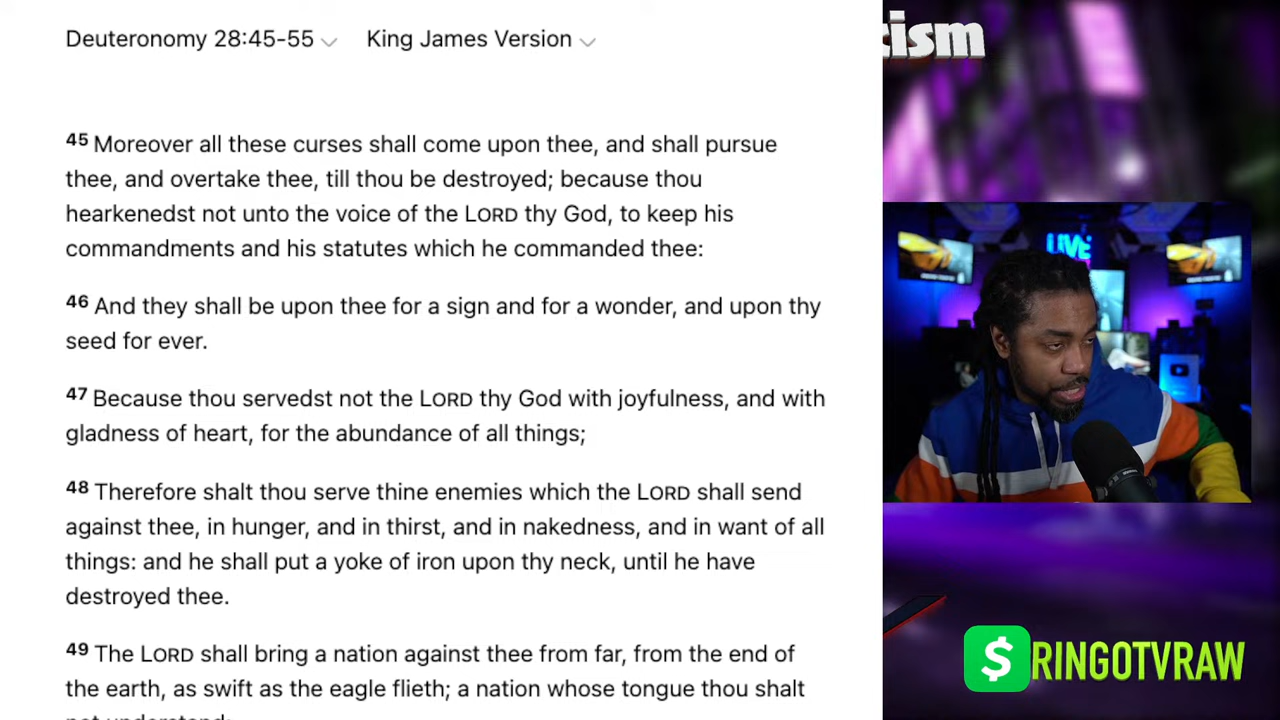 Deuteronomy 28:45-55 King James Version
cism
45 Moreover all these curses shall come upon thee, and shall pursue
thee, and overtake thee, till thou be destroyed; because thou
hearkenedst not unto the voice of the LORD thy God, to keep his
commandments and his statutes which he commanded thee:
46 And they shall be upon thee for a sign and for a wonder, and upon thy
seed for ever.
47 Because thou servedst not the LORD thy God with joyfulness, and with
gladness of heart, for the abundance of all things;
48 Therefore shalt thou serve thine enemies which the LORD shall send
against thee, in hunger, and in thirst, and in nakedness, and in want of all
things: and he shall put a yoke of iron upon thy neck, until he have
destroyed thee.
49 The LORD shall bring a nation against thee from far, from the end of
the earth, as swift as the eagle flieth; a nation whose tongue thou shalt
not understand;
LIVE
$ RINGOTVRAW